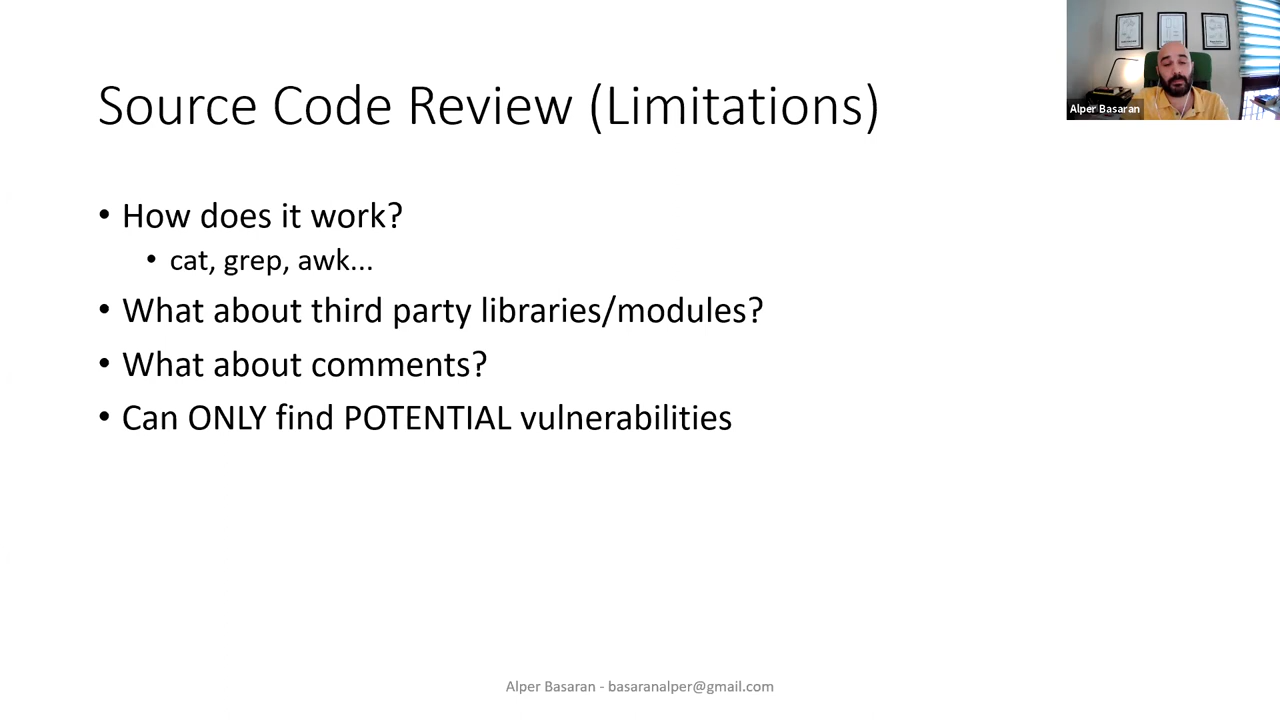 Source Code Review (Limitations)
Alper Basaran
• How does it work?
• cat, grep, awk...
• What about third party libraries/modules?
• What about comments?
• Can ONLY find POTENTIAL vulnerabilities
Alper Basaran - basaranalper@gmail.com